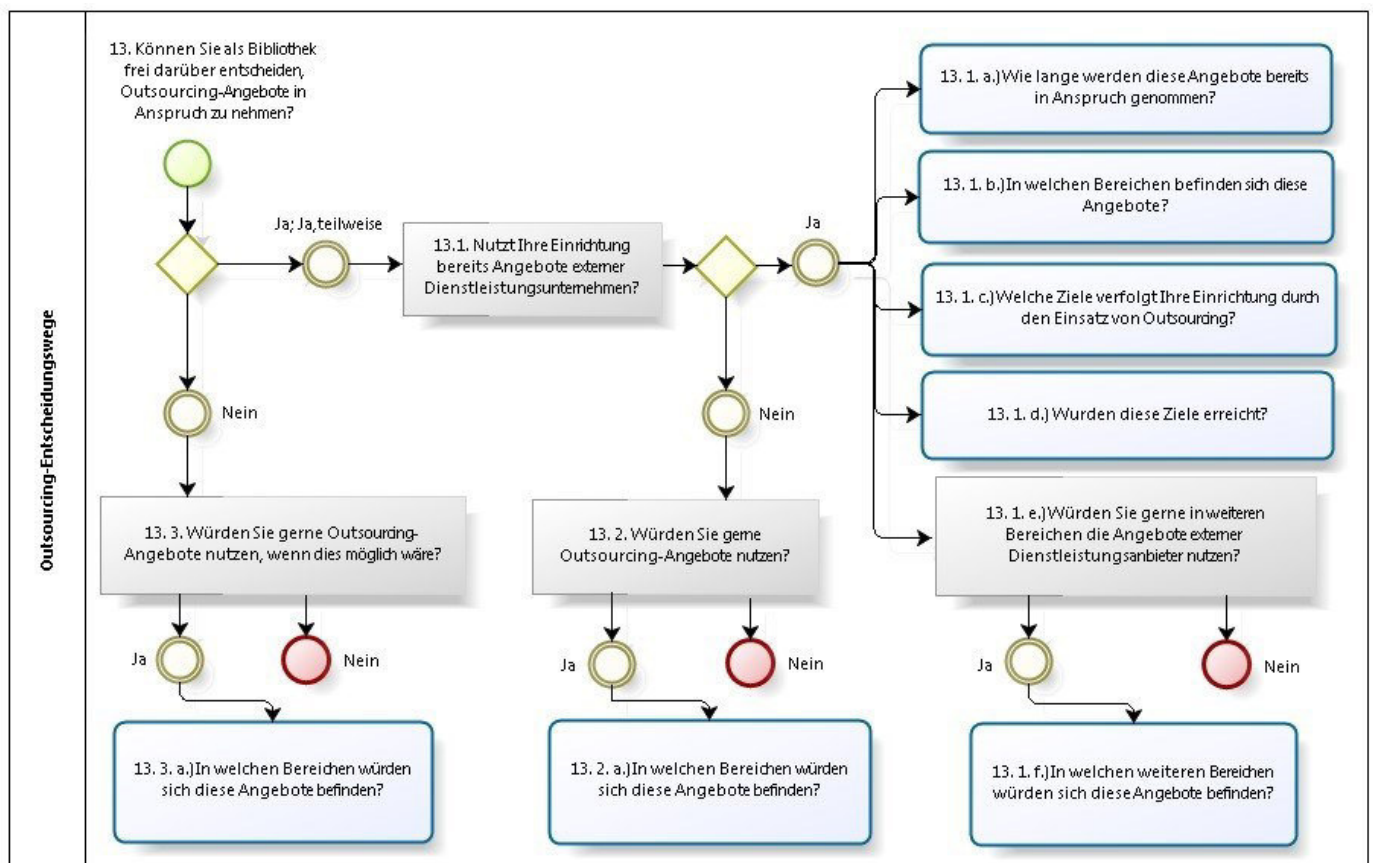 Outsourcing-Entscheidungswege
13. Können Sie als Bibliothek
frei darüber entscheiden,
Outsourcing-Angebote in
Anspruch zu nehmen?
Ja; Ja, teilweise
13.1. Nutzt Ihre Einrichtung
bereits Angebote externer
Dienstleistungsunternehmen?
Ja
13. 1. a.) Wie lange werden diese Angebote bereits
in Anspruch genommen?
13. 1. b.) In welchen Bereichen befinden sich diese
Angebote?
13. 1. c.) Welche Ziele verfolgt Ihre Einrichtung durch
den Einsatz von Outsourcing?
13. 1. d.) Wurden diese Ziele erreicht?
13. 1. e.) Würden Sie gerne in weiteren
Bereichen die Angebote externer
Dienstleistungsanbieter nutzen?
Ja
Nein
13. 1. f.) In welchen weiteren Bereichen
würden sich diese Angebote befinden?
Nein
13. 2. Würden Sie gerne
Outsourcing-Angebote nutzen?
Ja
Nein
13. 2. a.) In welchen Bereichen würden
sich diese Angebote befinden?
Nein
13. 3. Würden Sie gerne Outsourcing-
Angebote nutzen, wenn dies möglich wäre?
Ja
Nein
13. 3. a.) In welchen Bereichen würden
sich diese Angebote befinden?